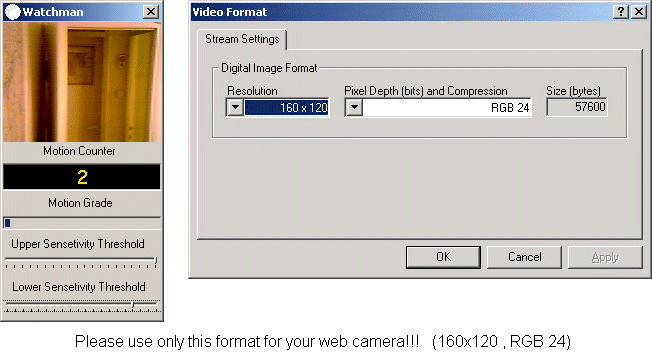 Watchman
Motion Counter
2
Motion Grade
Upper Sensetivity Threshold
Lower Sensetivity Threshold
Video Format
Stream Settings
Digital Image Format
Resolution
160 x 120
Pixel Depth (bits) and Compression
RGB 24
Size (bytes)
57600
OK
Cancel
Apply
Please use only this format for your web camera!!! (160x120 , RGB 24)